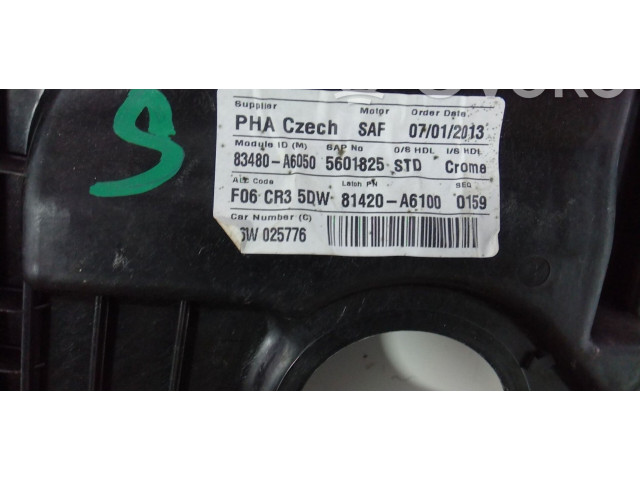 Supplier Motor Order Date
PHA Czech SAF 07/01/2013
Module ID (M) SAP No O/S HDL I/S HDL
83480-A6050 5601825 STD Crome
ALC Code Latch PN SEQ
F06 CR3 5DW 81420-A6100 0159
Car Number (C)
025776
S